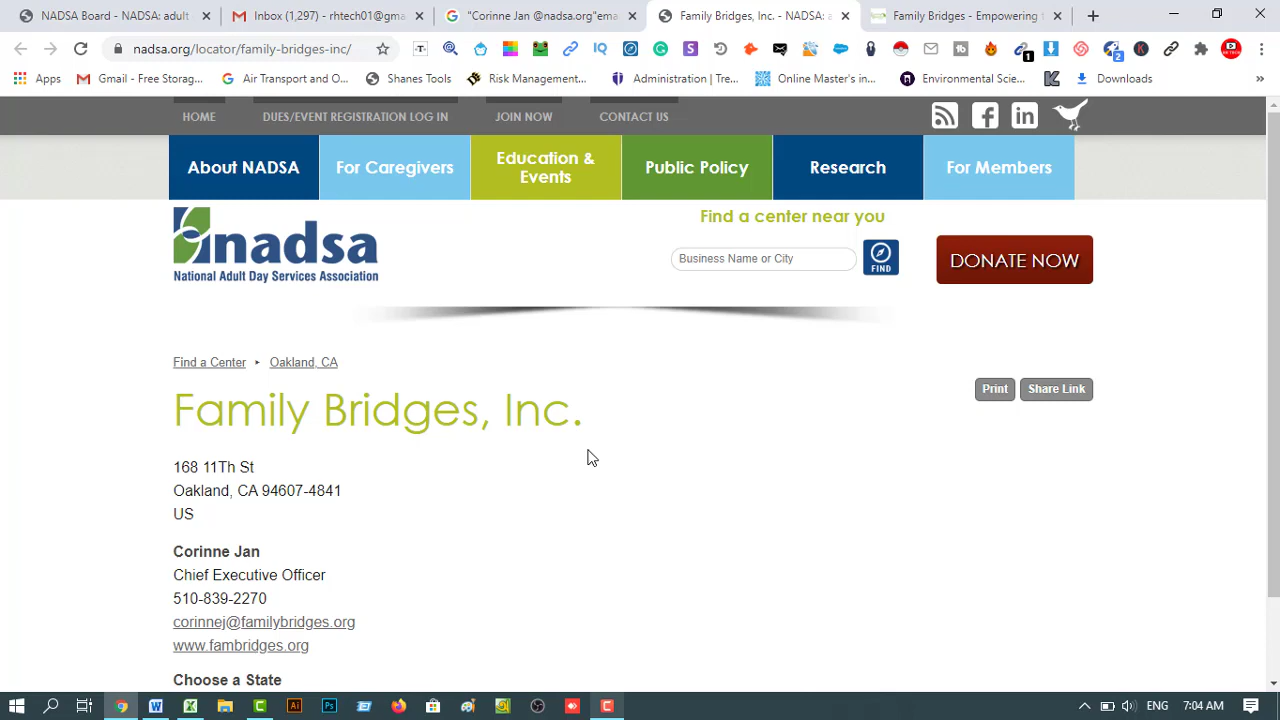 NADSA Board - NADSA: adul
Inbox (1,297) - rhtech01@gma
"Corinne Jan @nadsa.org"ema
Family Bridges, Inc. - NADSA: a
Family Bridges - Empowering
nadsa.org/locator/family-bridges-inc/
Apps
Gmail - Free Storag...
Air Transport and O...
Shanes Tools
Risk Management...
Administration | Tre...
Online Master's in...
Environmental Scie...
Downloads
HOME
DUES/EVENT REGISTRATION LOG IN
JOIN NOW
CONTACT US
About NADSA
For Caregivers
Education & Events
Public Policy
Research
For Members
nadsa
National Adult Day Services Association
Find a center near you
Business Name or City
FIND
DONATE NOW
Find a Center
Oakland, CA
Print
Share Link
Family Bridges, Inc.
168 11Th St
Oakland, CA 94607-4841
US
Corinne Jan
Chief Executive Officer
510-839-2270
corinnej@familybridges.org
www.fambridges.org
Choose a State
ENG
7:04 AM